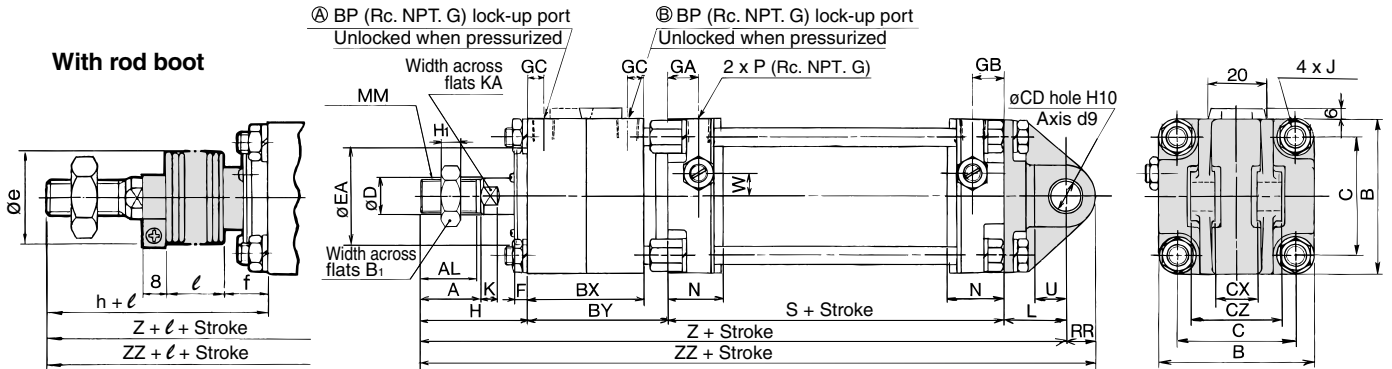 Ⓐ BP (Rc. NPT. G) lock-up port
Unlocked when pressurized
Ⓑ BP (Rc. NPT. G) lock-up port
Unlocked when pressurized
With rod boot
Width across
flats KA
GC
GC
GA
2 x P (Rc. NPT. G)
GB
20
4 x J
MM
øCD hole H10
Axis d9
6
H1
øe
øEA
øD
W
C
B
Width across
flats B1
AL
8
ℓ
f
A
K
F
BX
N
N
U
CX
h + ℓ
H
BY
S + Stroke
L
CZ
Z + ℓ + Stroke
Z + Stroke
RR
C
ZZ + ℓ + Stroke
ZZ + Stroke
B